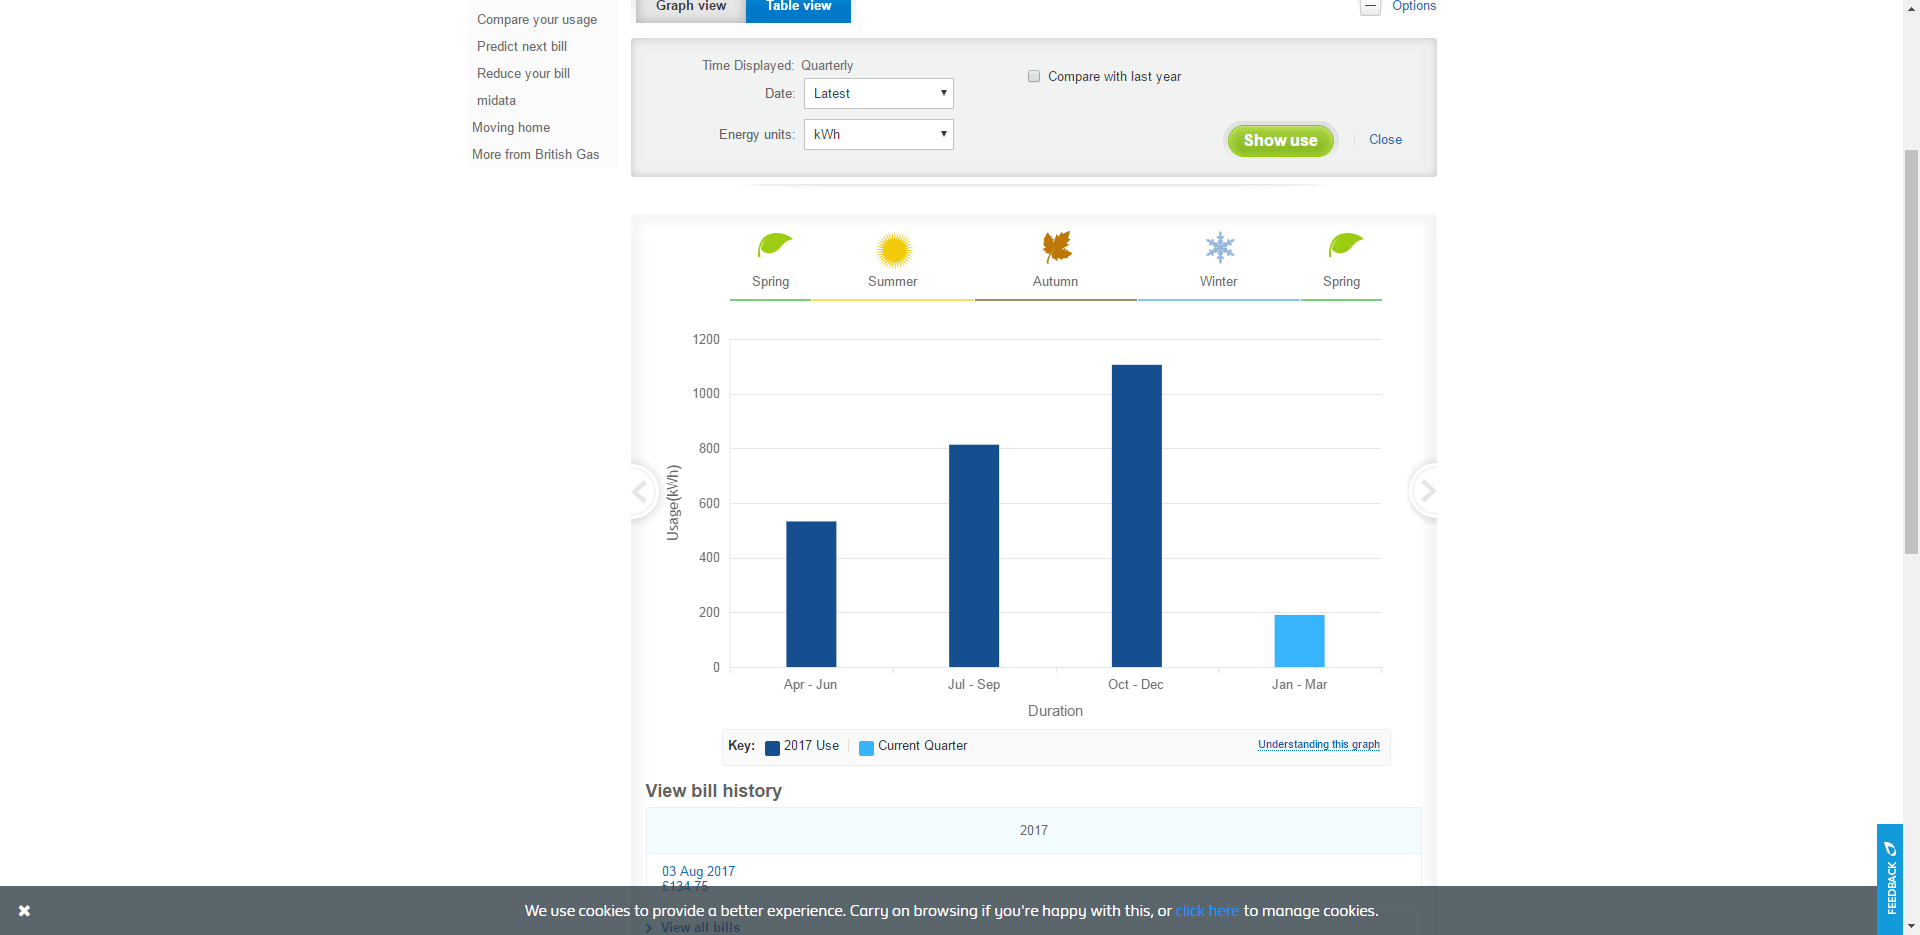 Graph view
Table view
Options
Compare your usage
Predict next bill
Reduce your bill
midata
Moving home
More from British Gas
Time Displayed: Quarterly
Date: Latest
Energy units: kWh
Compare with last year
Show use
Close
Spring
Summer
Autumn
Winter
Spring
1200
1000
800
600
400
200
0
Usage(kWh)
Apr - Jun
Jul - Sep
Oct - Dec
Jan - Mar
Duration
Key: 2017 Use Current Quarter
Understanding this graph
View bill history
2017
03 Aug 2017
£134.75
We use cookies to provide a better experience. Carry on browsing if you're happy with this, or click here to manage cookies.
View all bills
FEEDBACK